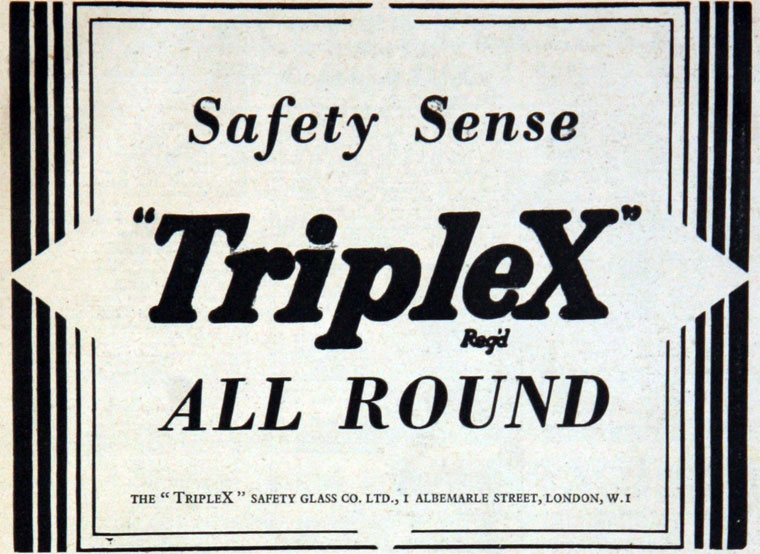 Safety Sense
"TripleX"
Reg'd
ALL ROUND
THE "TRIPLEX" SAFETY GLASS CO. LTD., 1 ALBEMARLE STREET, LONDON, W.1